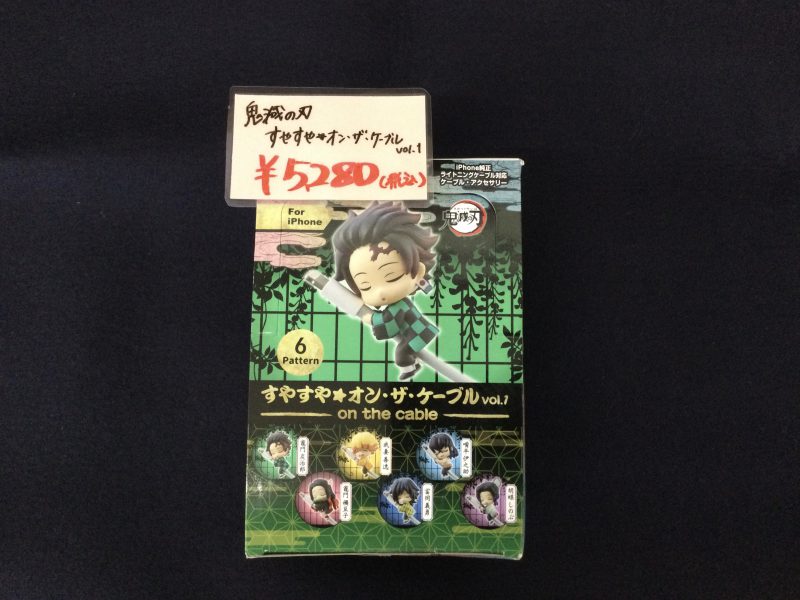 鬼滅の刃
すやすや★オン・ザ・ケーブル
vol.1
¥5,280(税込)
iPhone純正
ライトニングケーブル対応
ケーブル・アクセサリー
For
iPhone
鬼滅の刃
6
Pattern
すやすや★オン・ザ・ケーブル vol.1
on the cable
竈門炭治郎
我妻善逸
嘴平伊之助
竈門禰豆子
冨岡義勇
胡蝶しのぶ